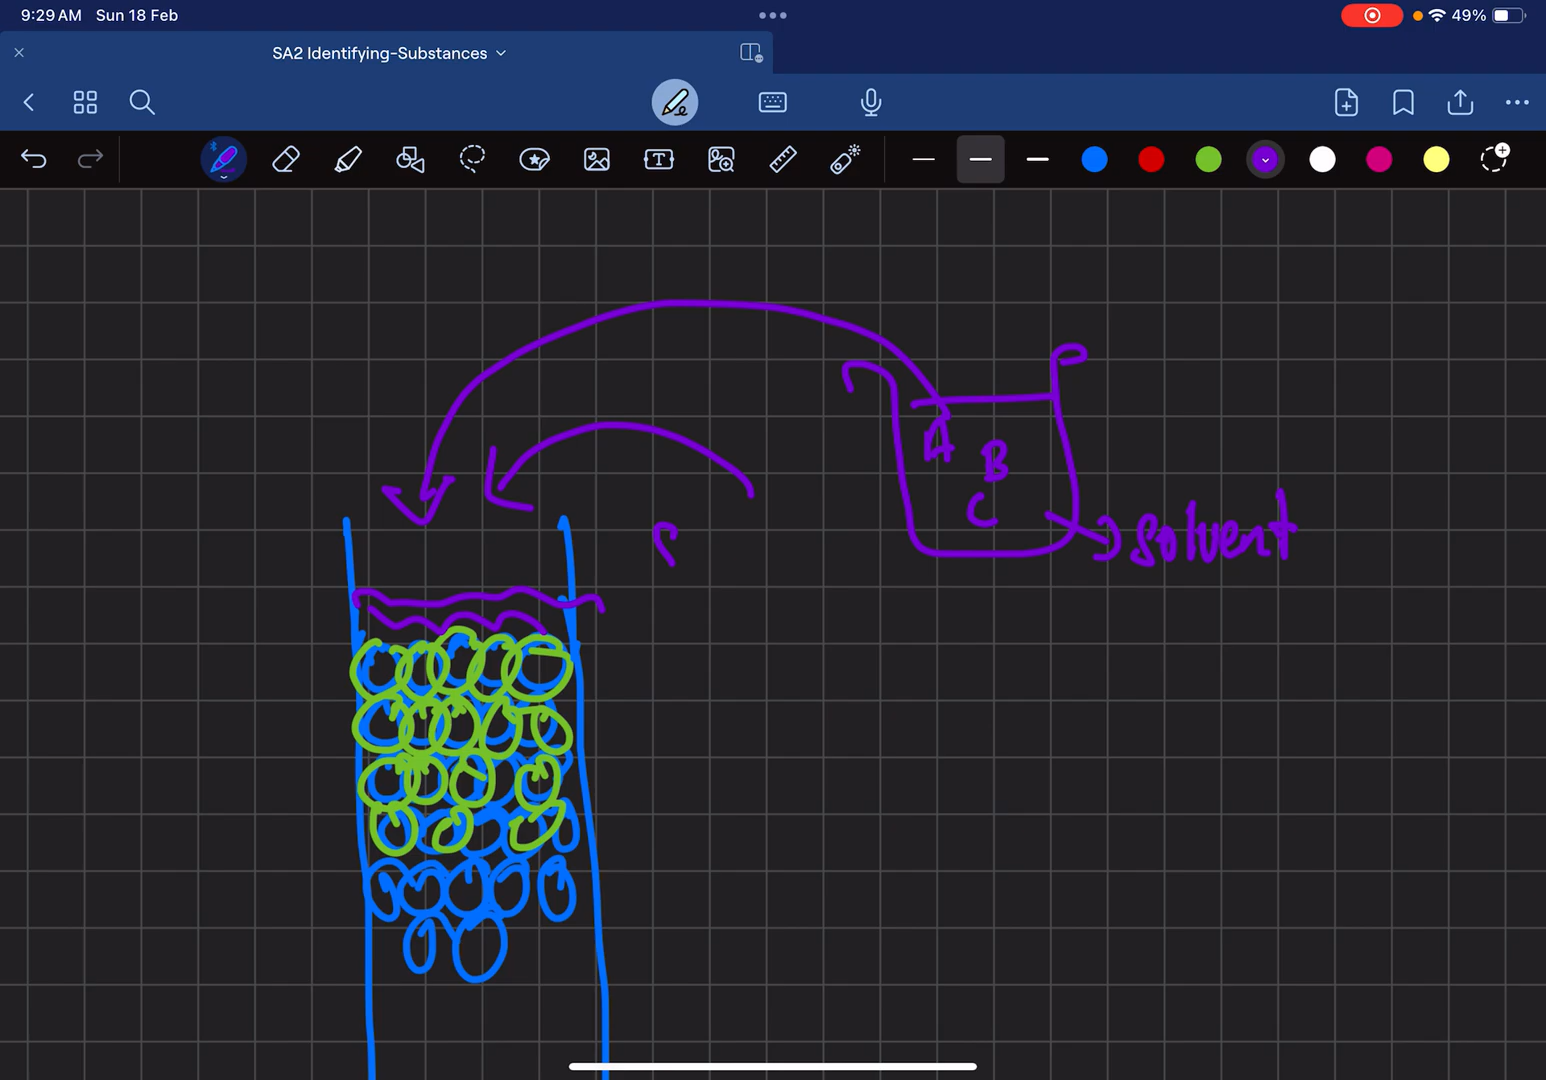 9:29 AM Sun 18 Feb
49%
SA2 Identifying-Substances
T
A
B
C
solvent